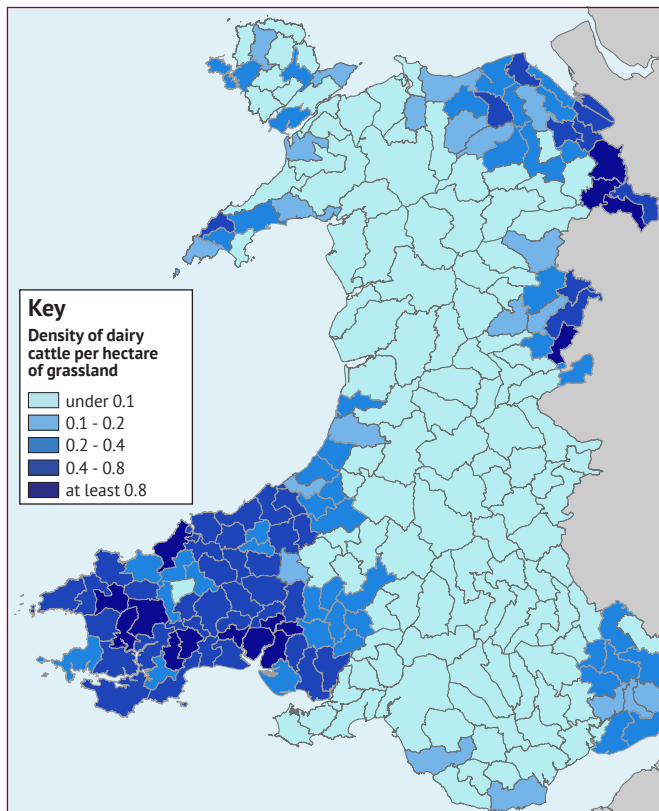 Key
Density of dairy
cattle per hectare
of grassland
under 0.1
0.1 - 0.2
0.2 - 0.4
0.4 - 0.8
at least 0.8